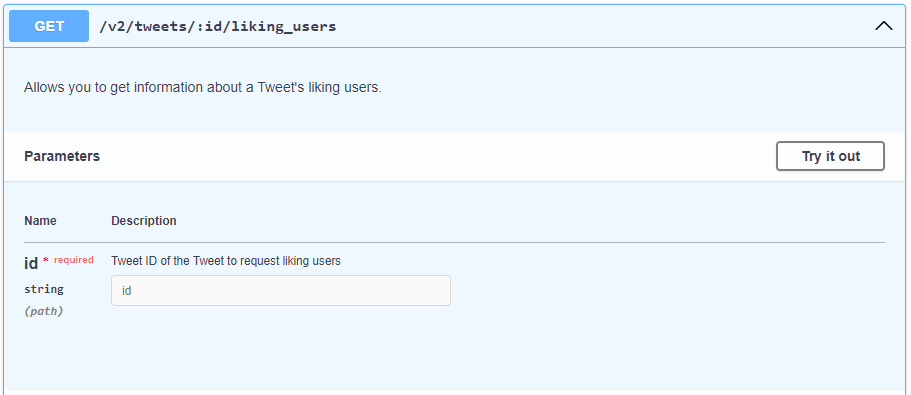 GET /v2/tweets/:id/liking_users
Allows you to get information about a Tweet's liking users.
Parameters Try it out
Name Description
id * required Tweet ID of the Tweet to request liking users
string id
(path)